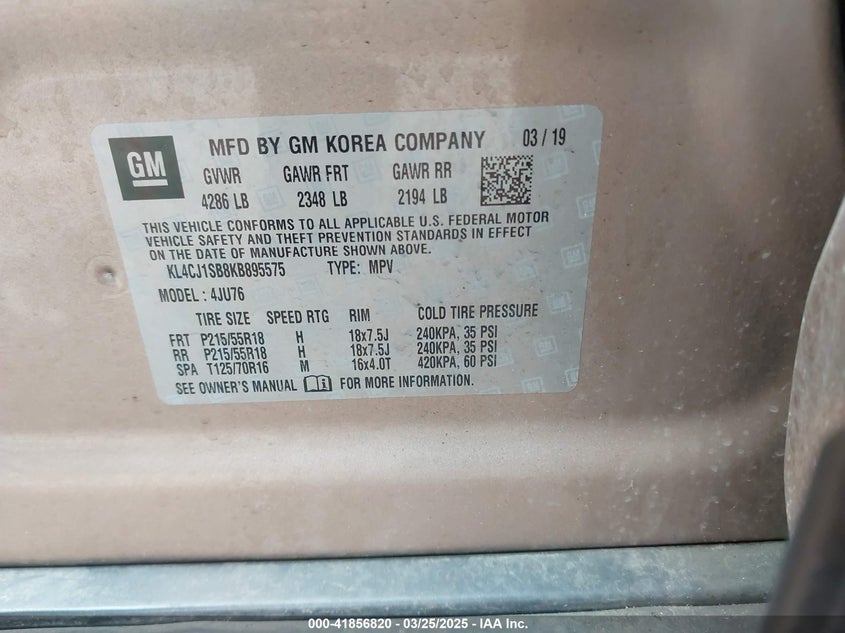 GM
MFD BY GM KOREA COMPANY 03 / 19
GVWR GAWR FRT GAWR RR
4286 LB 2348 LB 2194 LB
THIS VEHICLE CONFORMS TO ALL APPLICABLE U.S. FEDERAL MOTOR
VEHICLE SAFETY AND THEFT PREVENTION STANDARDS IN EFFECT
ON THE DATE OF MANUFACTURE SHOWN ABOVE.
KL4CJ1SB8KB895575 TYPE: MPV
MODEL : 4JU76
TIRE SIZE SPEED RTG RIM COLD TIRE PRESSURE
FRT P215/55R18 H 18x7.5J 240KPA, 35 PSI
RR P215/55R18 H 18x7.5J 240KPA, 35 PSI
SPA T125/70R16 M 16x4.0T 420KPA, 60 PSI
SEE OWNER'S MANUAL FOR MORE INFORMATION.
000-41856820 - 03/25/2025 - IAA Inc.